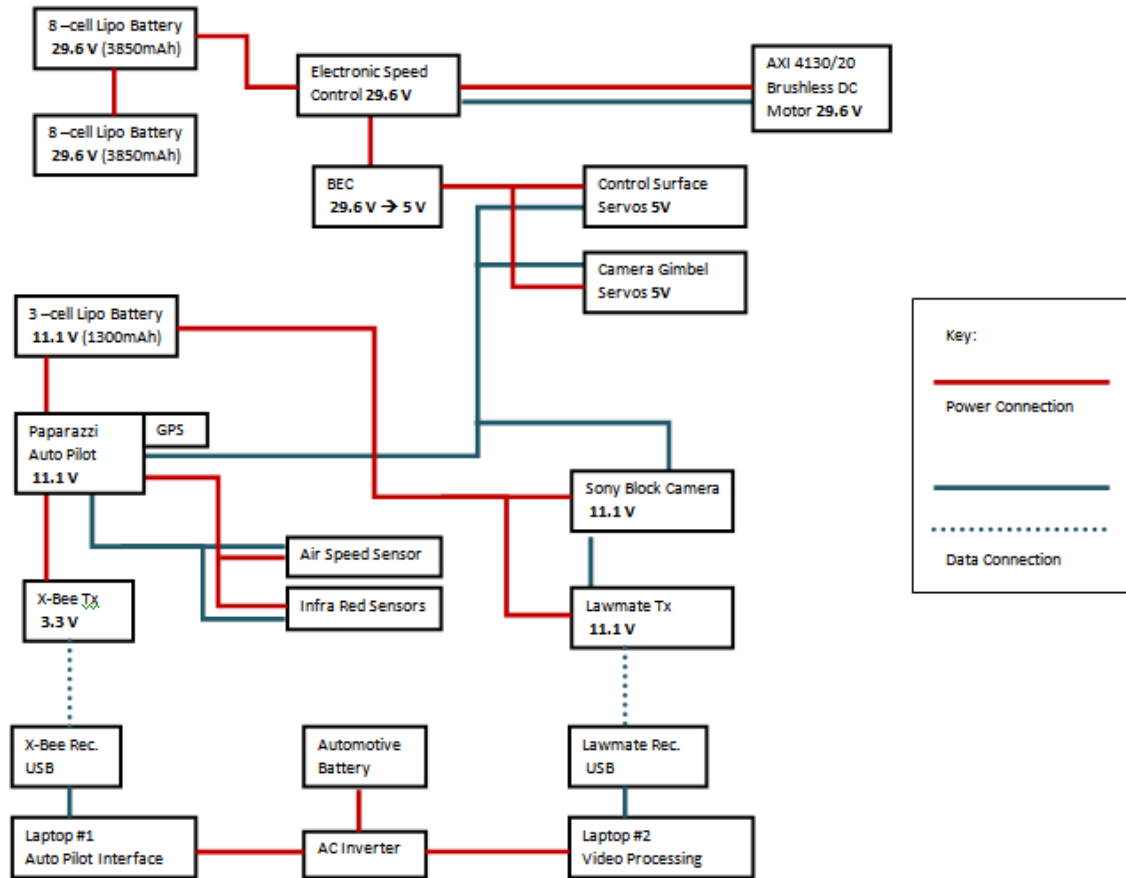 8 –cell Lipo Battery
29.6 V (3850mAh)
8 –cell Lipo Battery
29.6 V (3850mAh)
Electronic Speed
Control 29.6 V
AXI 4130/20
Brushless DC
Motor 29.6 V
BEC
29.6 V → 5 V
Control Surface
Servos 5V
Camera Gimbel
Servos 5V
3 –cell Lipo Battery
11.1 V (1300mAh)
Paparazzi
Auto Pilot
11.1 V
GPS
Sony Block Camera
11.1 V
Air Speed Sensor
Infra Red Sensors
X-Bee Tx
3.3 V
Lawmate Tx
11.1 V
X-Bee Rec.
USB
Automotive
Battery
Lawmate Rec.
USB
Laptop #1
Auto Pilot Interface
AC Inverter
Laptop #2
Video Processing
Key:
Power Connection
Data Connection